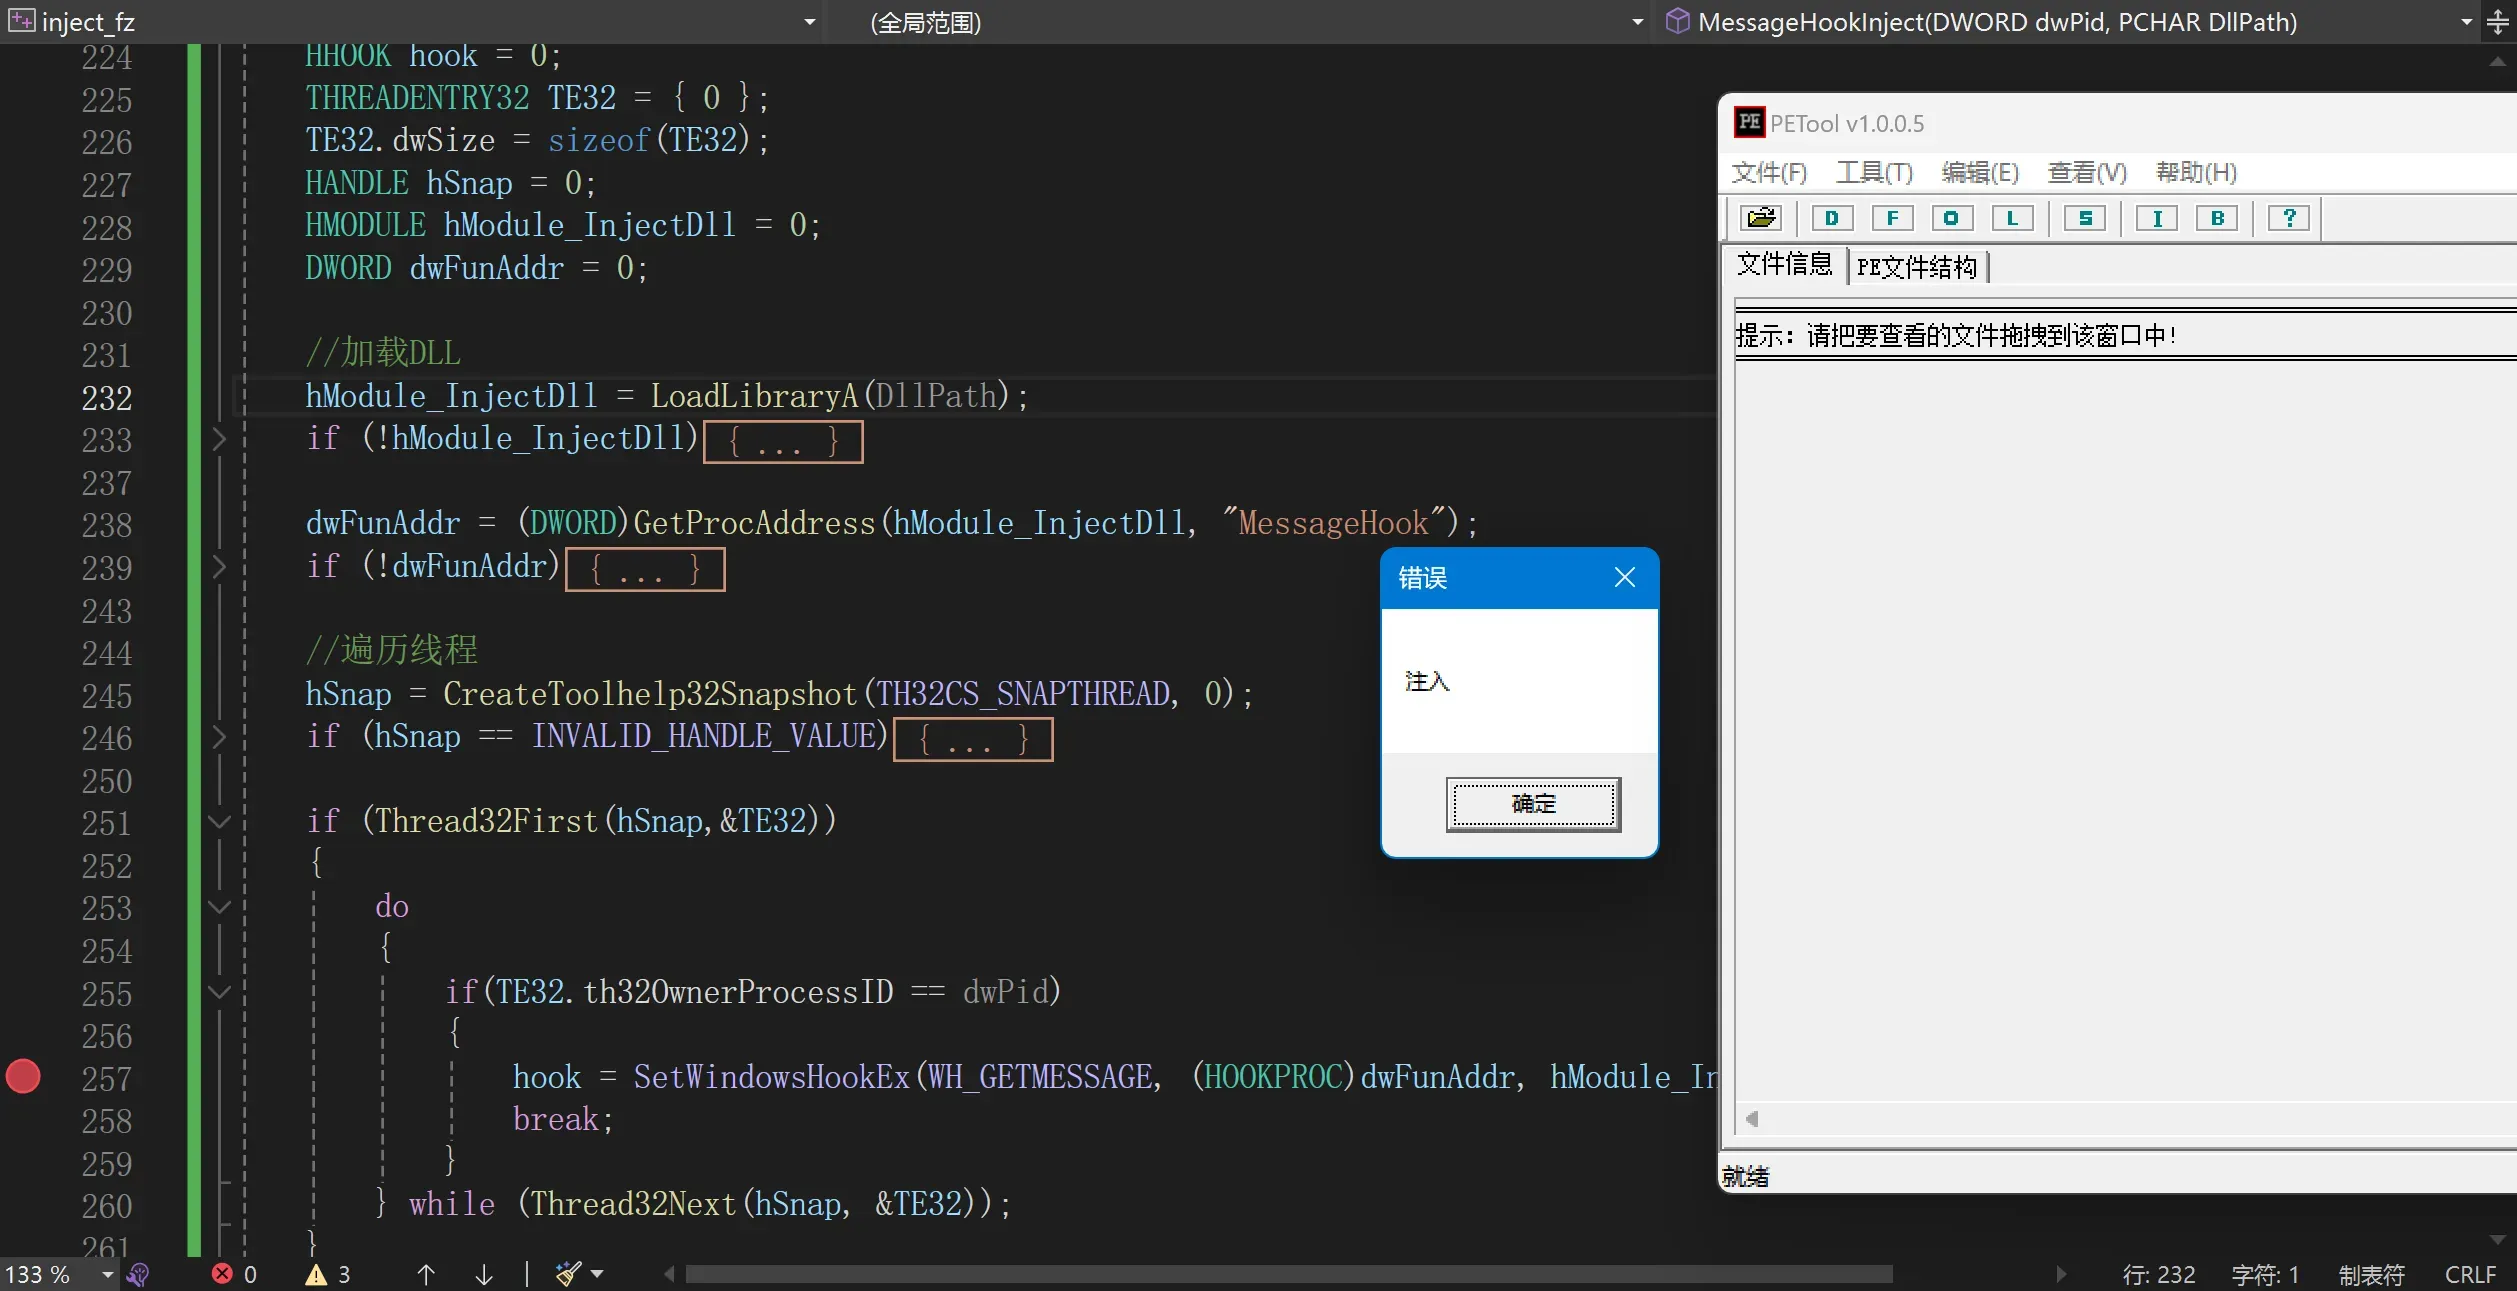 inject_fz
(全局范围)
MessageHookInject(DWORD dwPid, PCHAR DllPath)
224 HHOOK hook = 0;
225 THREADENTRY32 TE32 = { 0 };
226 TE32.dwSize = sizeof(TE32);
227 HANDLE hSnap = 0;
228 HMODULE hModule_InjectDll = 0;
229 DWORD dwFunAddr = 0;
230
231 //加载DLL
232 hModule_InjectDll = LoadLibraryA(DllPath);
233 if (!hModule_InjectDll){ ... }
237
238 dwFunAddr = (DWORD)GetProcAddress(hModule_InjectDll, "MessageHook");
239 if (!dwFunAddr){ ... }
243
244 //遍历线程
245 hSnap = CreateToolhelp32Snapshot(TH32CS_SNAPTHREAD, 0);
246 if (hSnap == INVALID_HANDLE_VALUE){ ... }
250
251 if (Thread32First(hSnap,&TE32))
252 {
253 do
254 {
255 if(TE32.th32OwnerProcessID == dwPid)
256 {
257 hook = SetWindowsHookEx(WH_GETMESSAGE, (HOOKPROC)dwFunAddr, hModule_In
258 break;
259 }
260 } while (Thread32Next(hSnap, &TE32));
261 }
PE PETool v1.0.0.5
文件(F) 工具(T) 编辑(E) 查看(V) 帮助(H)
D F O L S I B ?
文件信息 PE文件结构
提示: 请把要查看的文件拖拽到该窗口中!
就绪
错误
注入
确定
133 % 0 3 行: 232 字符: 1 制表符 CRLF